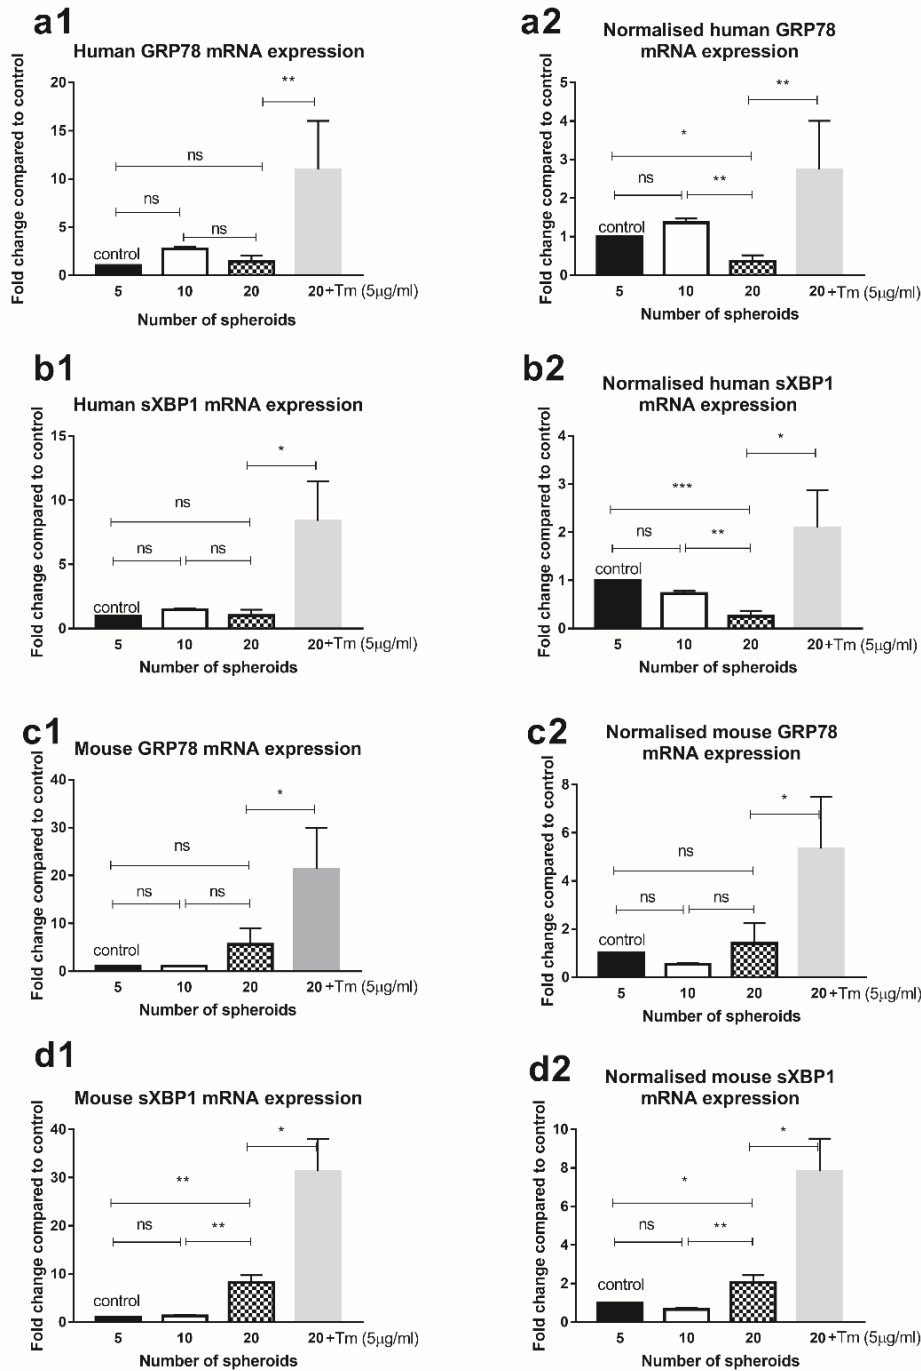 a1
Human GRP78 mRNA expression
Fold change compared to control
20
15
10
5
0
**
ns
ns
ns
control
5 10 20 20+Tm (5µg/ml)
Number of spheroids
a2
Normalised human GRP78
mRNA expression
Fold change compared to control
5
4
3
2
1
0
**
*
ns **
control
5 10 20 20+Tm (5µg/ml)
Number of spheroids
b1
Human sXBP1 mRNA expression
Fold change compared to control
15
10
5
0
*
ns
ns ns
control
5 10 20 20+Tm (5µg/ml)
Number of spheroids
b2
Normalised human sXBP1
mRNA expression
Fold change compared to control
4
3
2
1
0
*
***
ns **
control
5 10 20 20+Tm (5µg/ml)
Number of spheroids
c1
Mouse GRP78 mRNA expression
Fold change compared to control
40
30
20
10
0
*
ns
ns ns
control
5 10 20 20+Tm (5µg/ml)
Number of spheroids
c2
Normalised mouse GRP78
mRNA expression
Fold change compared to control
8
6
4
2
0
*
ns
ns ns
control
5 10 20 20+Tm (5µg/ml)
Number of spheroids
d1
Mouse sXBP1 mRNA expression
Fold change compared to control
40
30
20
10
0
*
**
ns **
control
5 10 20 20+Tm (5µg/ml)
Number of spheroids
d2
Normalised mouse sXBP1
mRNA expression
Fold change compared to control
10
8
6
4
2
0
*
*
ns **
control
5 10 20 20+Tm (5µg/ml)
Number of spheroids